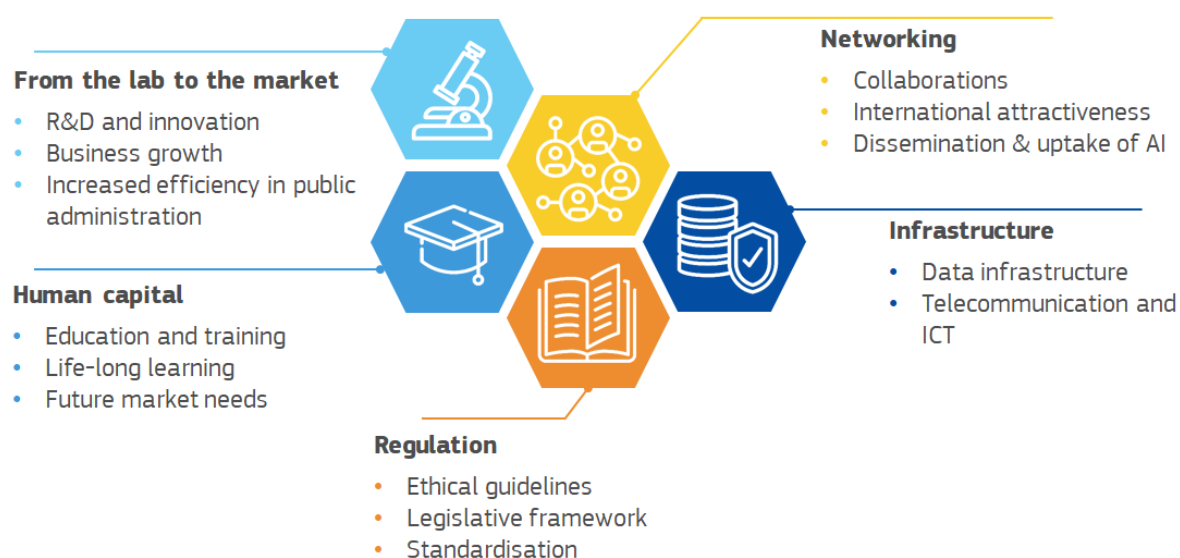 From the lab to the market
• R&D and innovation
• Business growth
• Increased efficiency in public
administration
Human capital
• Education and training
• Life-long learning
• Future market needs
Networking
• Collaborations
• International attractiveness
• Dissemination & uptake of AI
Infrastructure
• Data infrastructure
• Telecommunication and
ICT
Regulation
• Ethical guidelines
• Legislative framework
• Standardisation